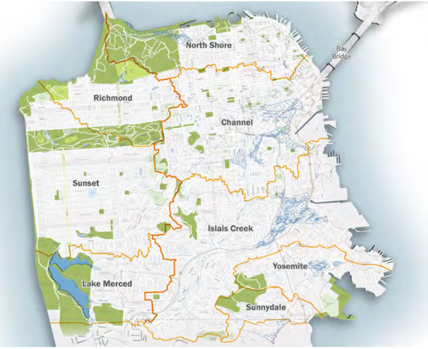 North Shore
Bay
Bridge
Richmond
Channel
Sunset
Islais Creek
Yosemite
Lake Merced
Sunnydale